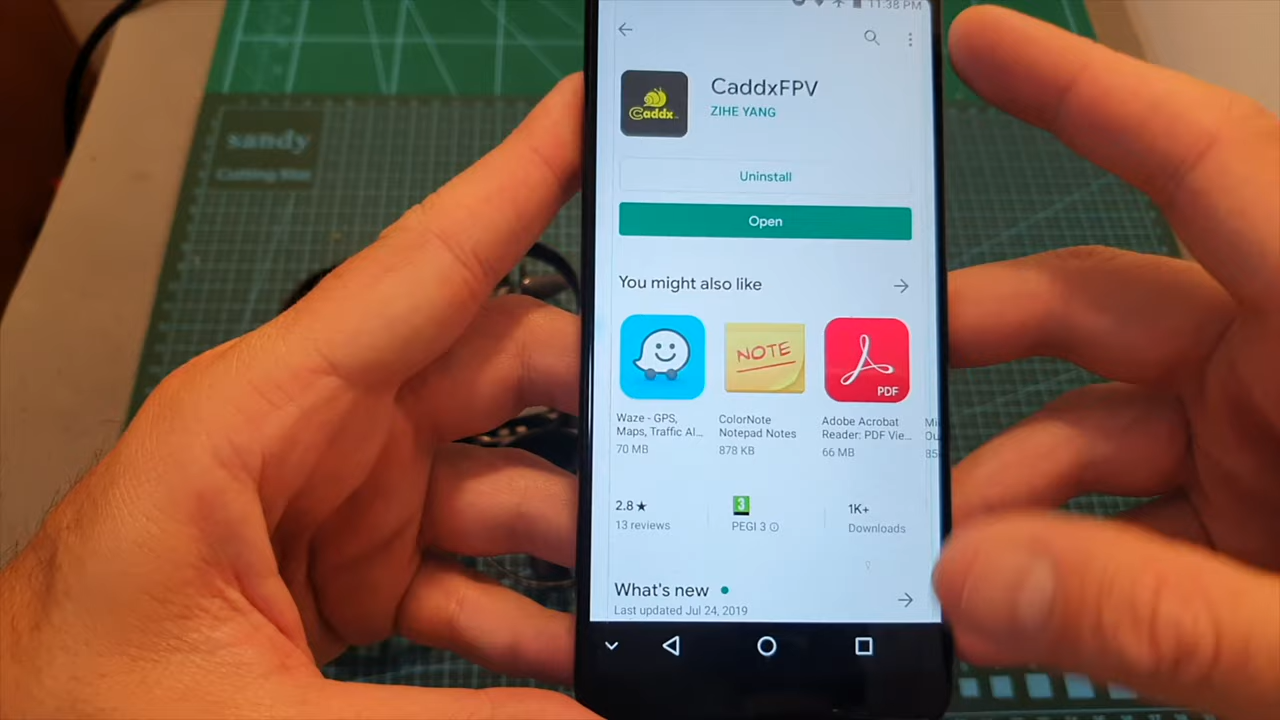 11:38 PM
sandy
Caddx
CaddxFPV
ZIHE YANG
Uninstall
Open
You might also like
NOTE
PDF
Waze - GPS,
Maps, Traffic Al...
70 MB
ColorNote
Notepad Notes
878 KB
Adobe Acrobat
Reader: PDF Vie...
66 MB
2.8★
13 reviews
3
PEGI 3
1K+
Downloads
What's new
Last updated Jul 24, 2019